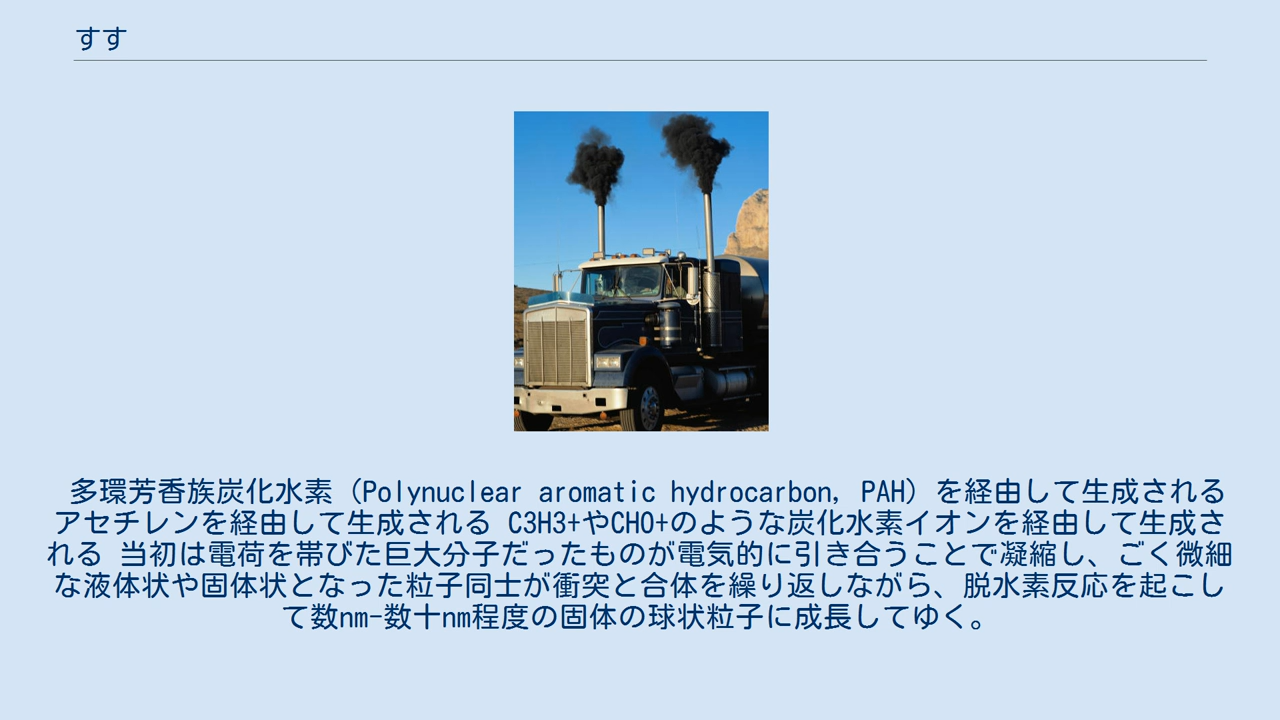 すす
多環芳香族炭化水素（Polynuclear aromatic hydrocarbon, PAH）を経由して生成される
アセチレンを経由して生成される C3H3+やCHO+のような炭化水素イオンを経由して生成さ
れる 当初は電荷を帯びた巨大分子だったものが電気的に引き合うことで凝縮し、ごく微細
な液体状や固体状となった粒子同士が衝突と合体を繰り返しながら、脱水素反応を起こし
て数nm-数十nm程度の固体の球状粒子に成長してゆく。